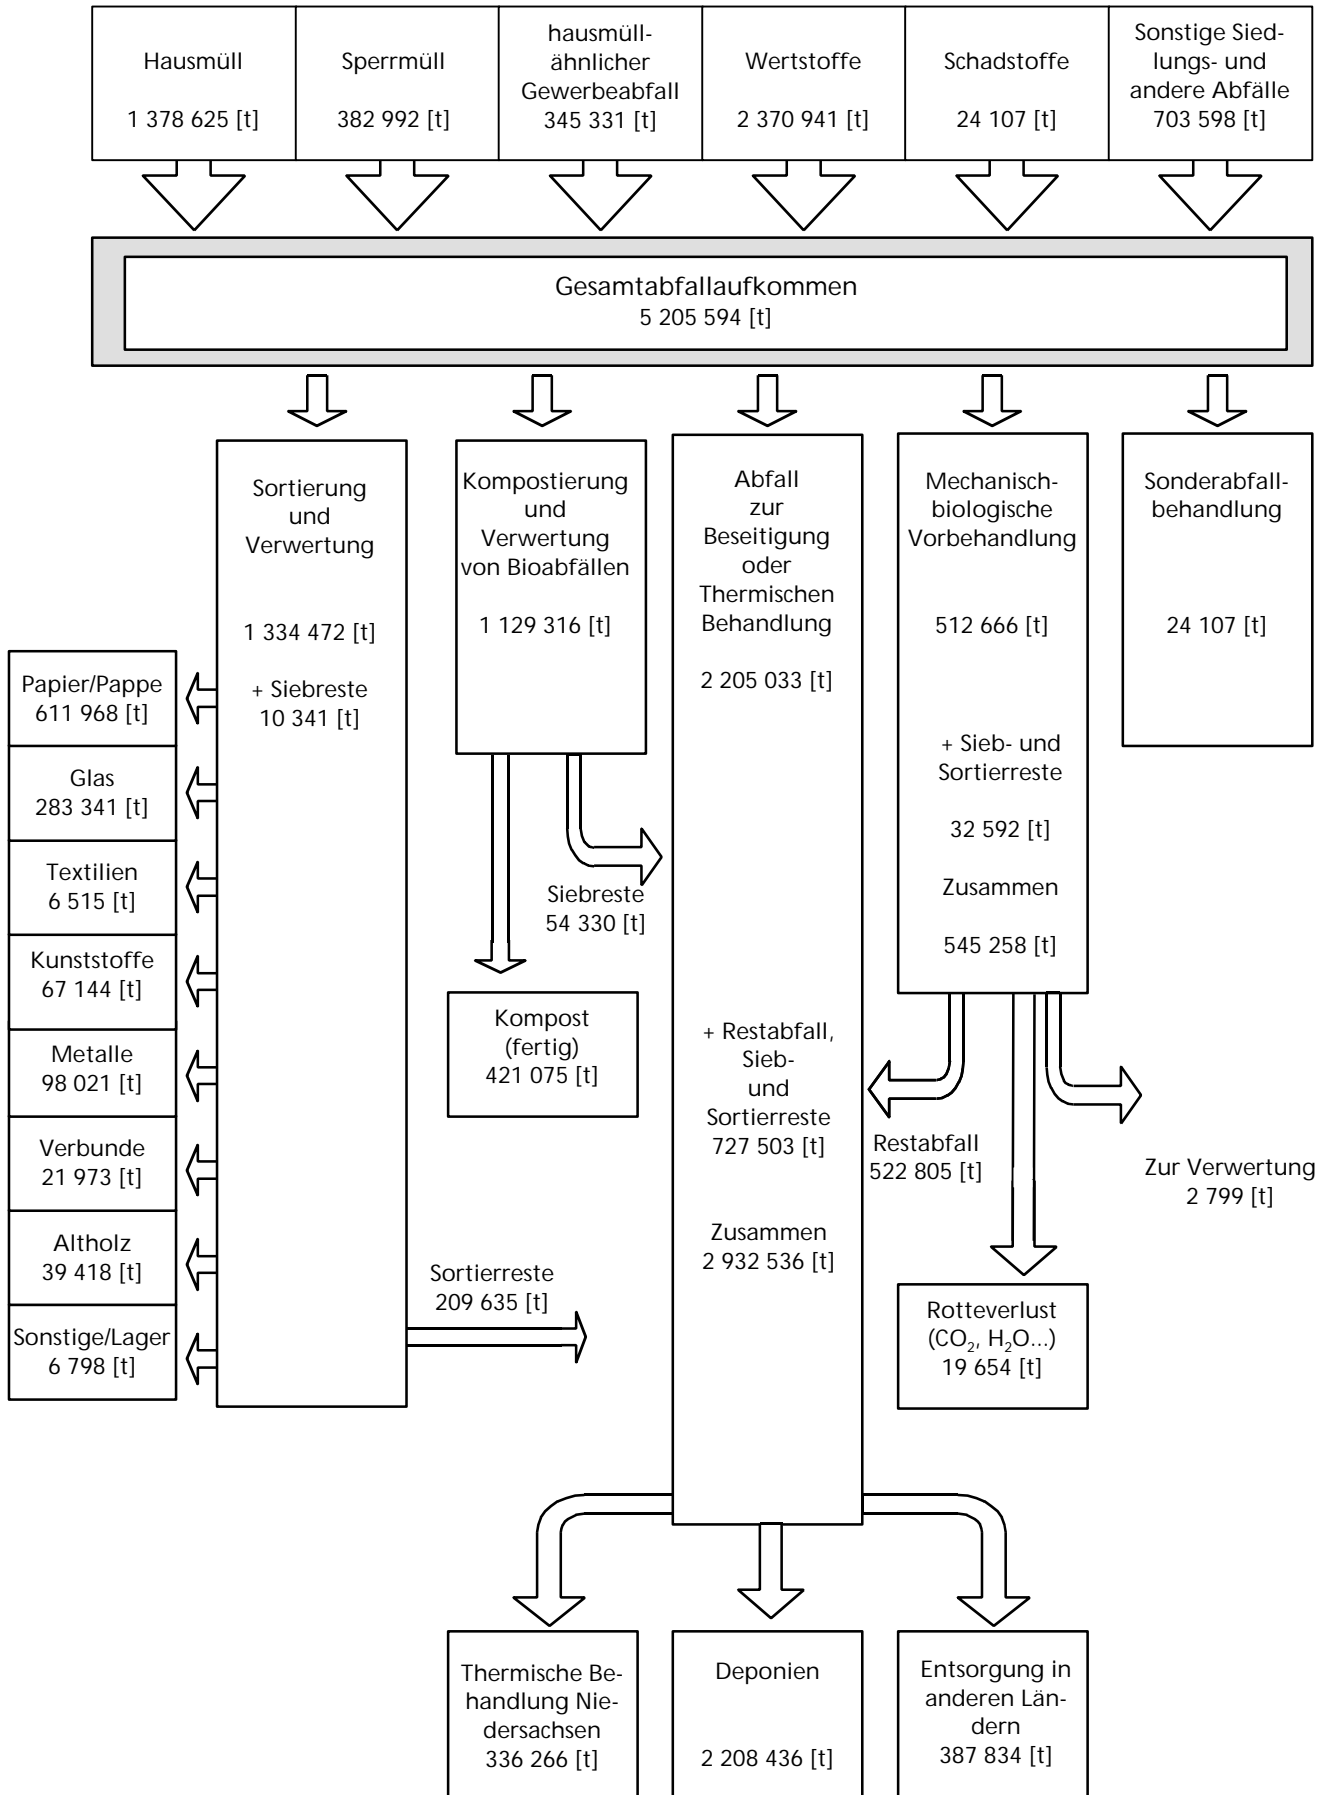 Hausmüll
1 378 625 [t]
Sperrmüll
382 992 [t]
hausmüll-
ähnlicher
Gewerbeabfall
345 331 [t]
Wertstoffe
2 370 941 [t]
Schadstoffe
24 107 [t]
Sonstige Sied-
lungs- und
andere Abfälle
703 598 [t]
Gesamtabfallaufkommen
5 205 594 [t]
Sortierung
und
Verwertung
1 334 472 [t]
+ Siebreste
10 341 [t]
Kompostierung
und
Verwertung
von Bioabfällen
1 129 316 [t]
Abfall
zur
Beseitigung
oder
Thermischen
Behandlung
2 205 033 [t]
Mechanisch-
biologische
Vorbehandlung
512 666 [t]
+ Sieb- und
Sortierreste
32 592 [t]
Zusammen
545 258 [t]
Sonderabfall-
behandlung
24 107 [t]
Papier/Pappe
611 968 [t]
Glas
283 341 [t]
Textilien
6 515 [t]
Kunststoffe
67 144 [t]
Metalle
98 021 [t]
Verbunde
21 973 [t]
Altholz
39 418 [t]
Sonstige/Lager
6 798 [t]
Siebreste
54 330 [t]
Kompost
(fertig)
421 075 [t]
+ Restabfall,
Sieb-
und
Sortierreste
727 503 [t]
Zusammen
2 932 536 [t]
Restabfall
522 805 [t]
Zur Verwertung
2 799 [t]
Sortierreste
209 635 [t]
Rotteverlust
(CO₂, H₂O...)
19 654 [t]
Thermische Be-
handlung Nie-
dersachsen
336 266 [t]
Deponien
2 208 436 [t]
Entsorgung in
anderen Län-
dern
387 834 [t]